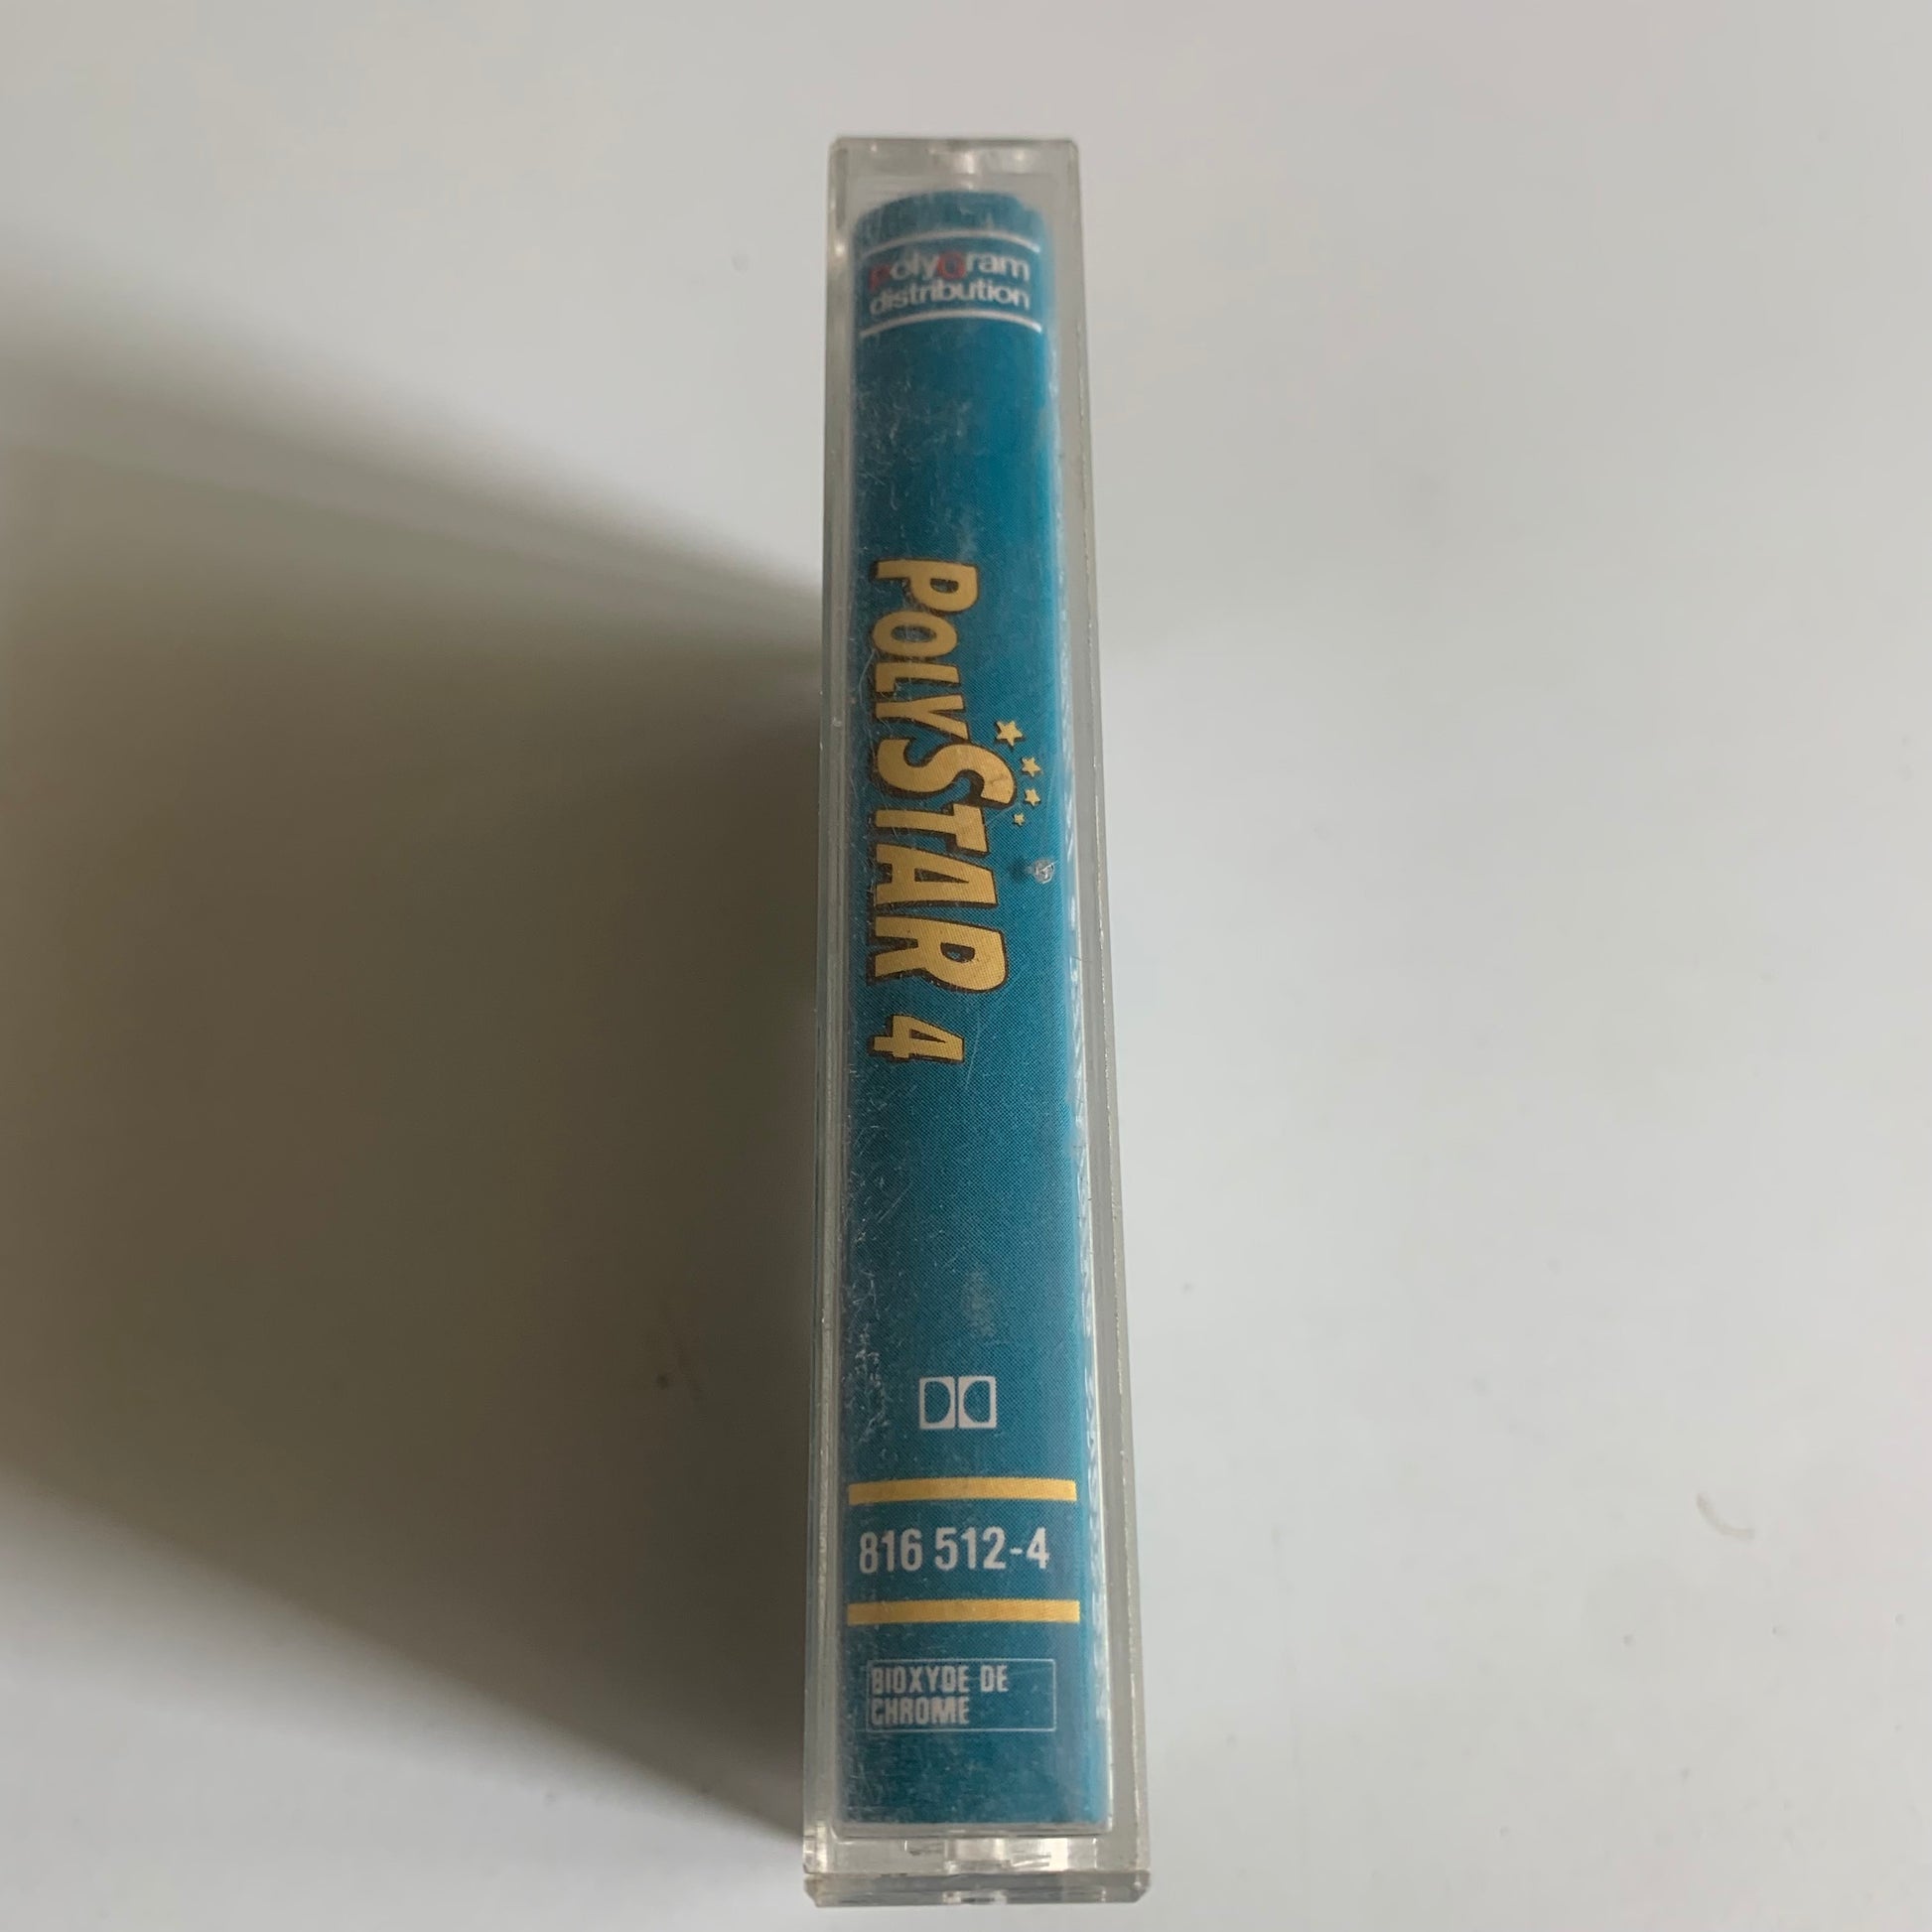 polyGram
distribution
POLYSTAR 4
816 512-4
BIOXYDE DE
CHROME